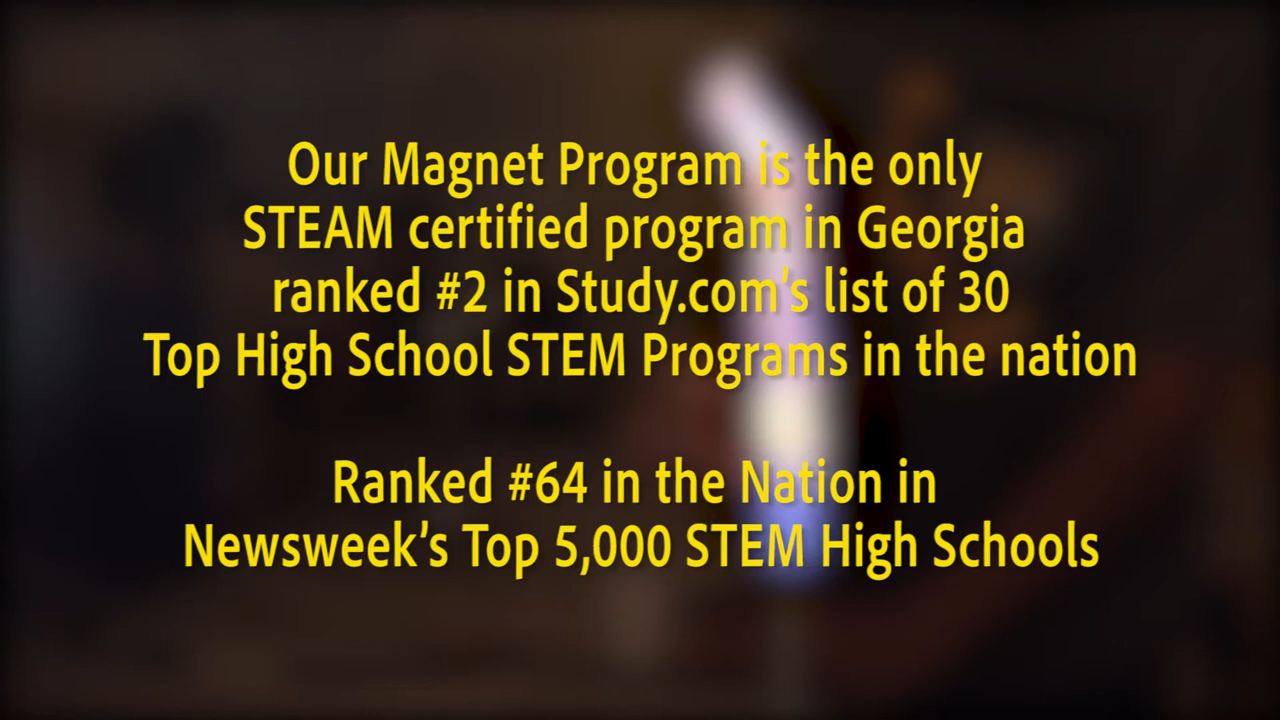 Our Magnet Program is the only
STEAM certified program in Georgia
ranked #2 in Study.com's list of 30
Top High School STEM Programs in the nation
Ranked #64 in the Nation in
Newsweek's Top 5,000 STEM High Schools